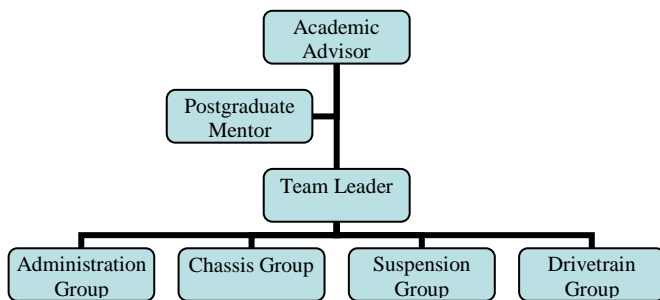 Academic
Advisor
Postgraduate
Mentor
Team Leader
Administration
Group
Chassis Group
Suspension
Group
Drivetrain
Group